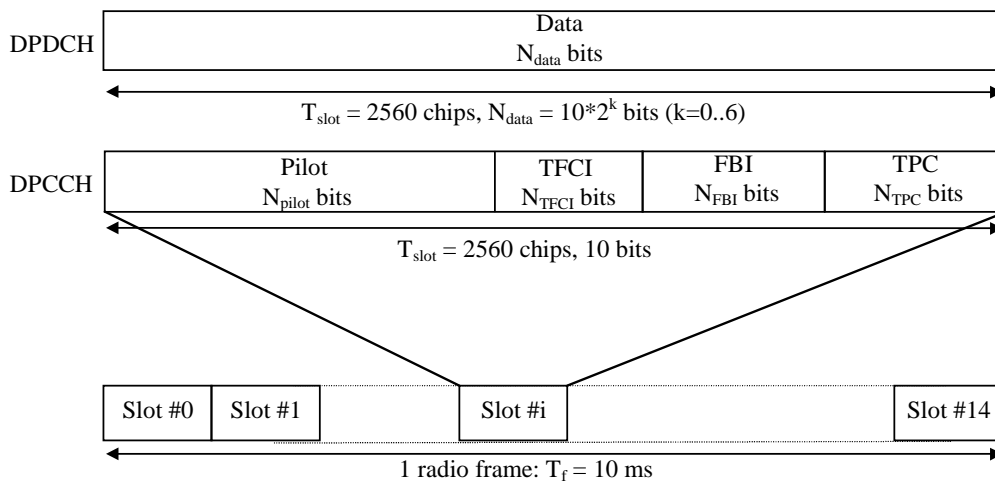 Data
DPDCH
N_data bits
T_slot = 2560 chips, N_data = 10*2^k bits (k=0..6)
DPCCH
Pilot
N_pilot bits
TFCI
N_TFCI bits
FBI
N_FBI bits
TPC
N_TPC bits
T_slot = 2560 chips, 10 bits
Slot #0
Slot #1
Slot #i
Slot #14
1 radio frame: T_f = 10 ms